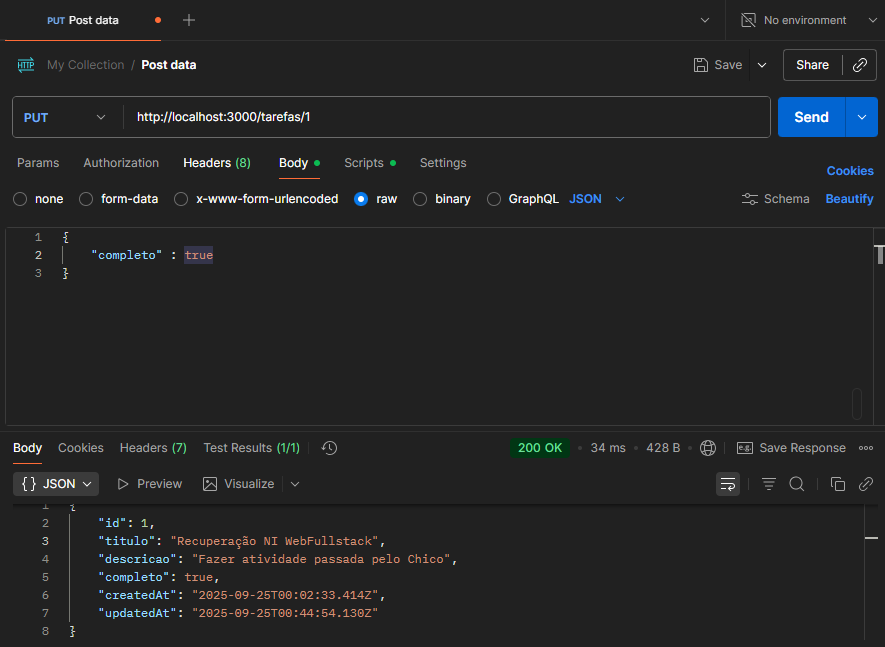 PUT Post data
No environment
HTTP My Collection / Post data
Save
Share
PUT http://localhost:3000/tarefas/1
Send
Params Authorization Headers (8) Body Scripts Settings
Cookies
none form-data x-www-form-urlencoded raw binary GraphQL JSON
Schema Beautify
1 {
2 "completo" : true
3 }
Body Cookies Headers (7) Test Results (1/1)
200 OK • 34 ms • 428 B
e.g. Save Response
{} JSON Preview Visualize
1 {
2 "id": 1,
3 "titulo": "Recuperação NI WebFullstack",
4 "descricao": "Fazer atividade passada pelo Chico",
5 "completo": true,
6 "createdAt": "2025-09-25T00:02:33.414Z",
7 "updatedAt": "2025-09-25T00:44:54.130Z"
8 }